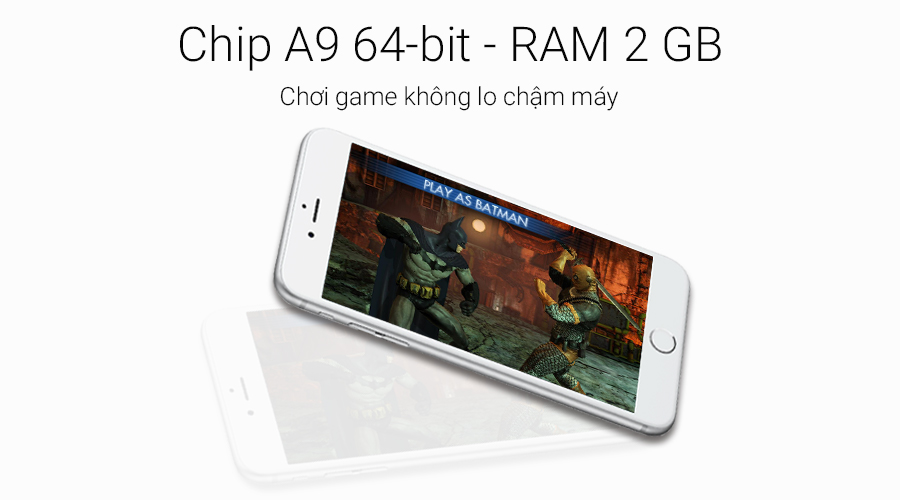 Chip A9 64-bit - RAM 2 GB
Chơi game không lo chậm máy
PLAY AS BATMAN